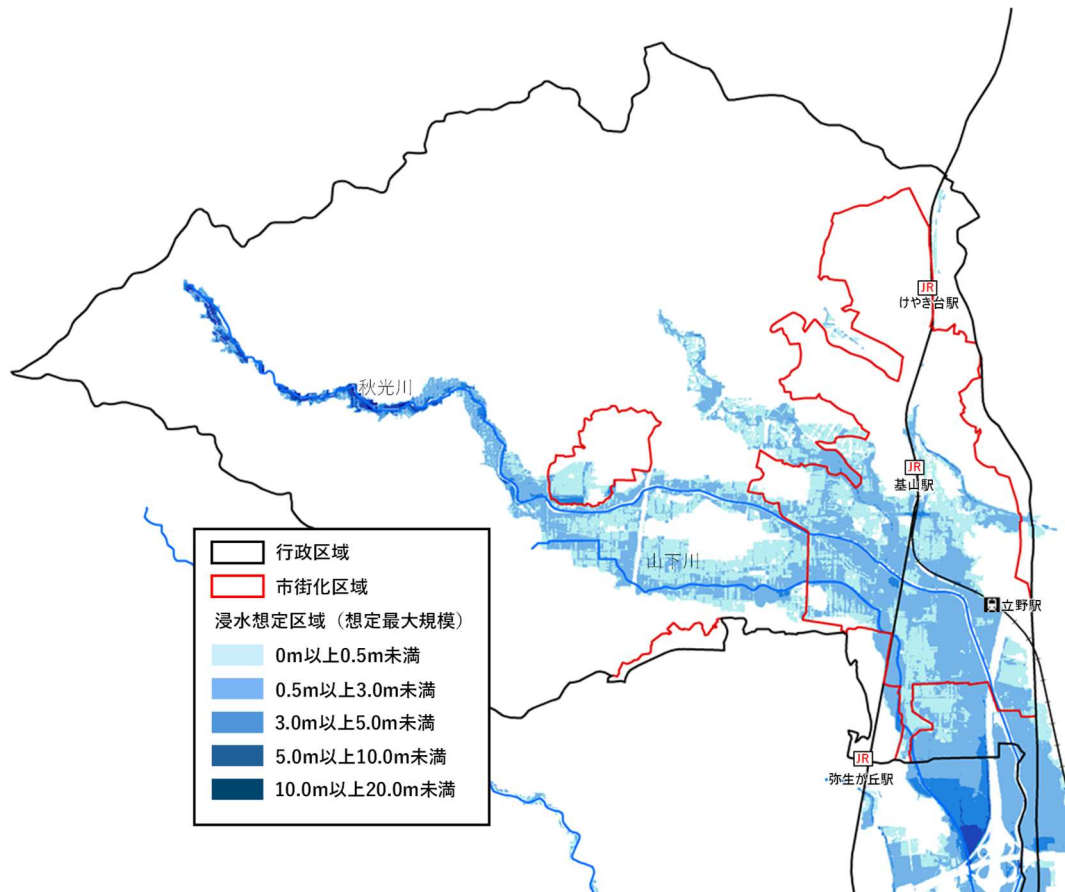 JR
けやき台駅
秋光川
JR
基山駅
行政区域
市街化区域
浸水想定区域（想定最大規模）
0m以上0.5m未満
0.5m以上3.0m未満
3.0m以上5.0m未満
5.0m以上10.0m未満
10.0m以上20.0m未満
山下川
立野駅
JR
弥生が丘駅